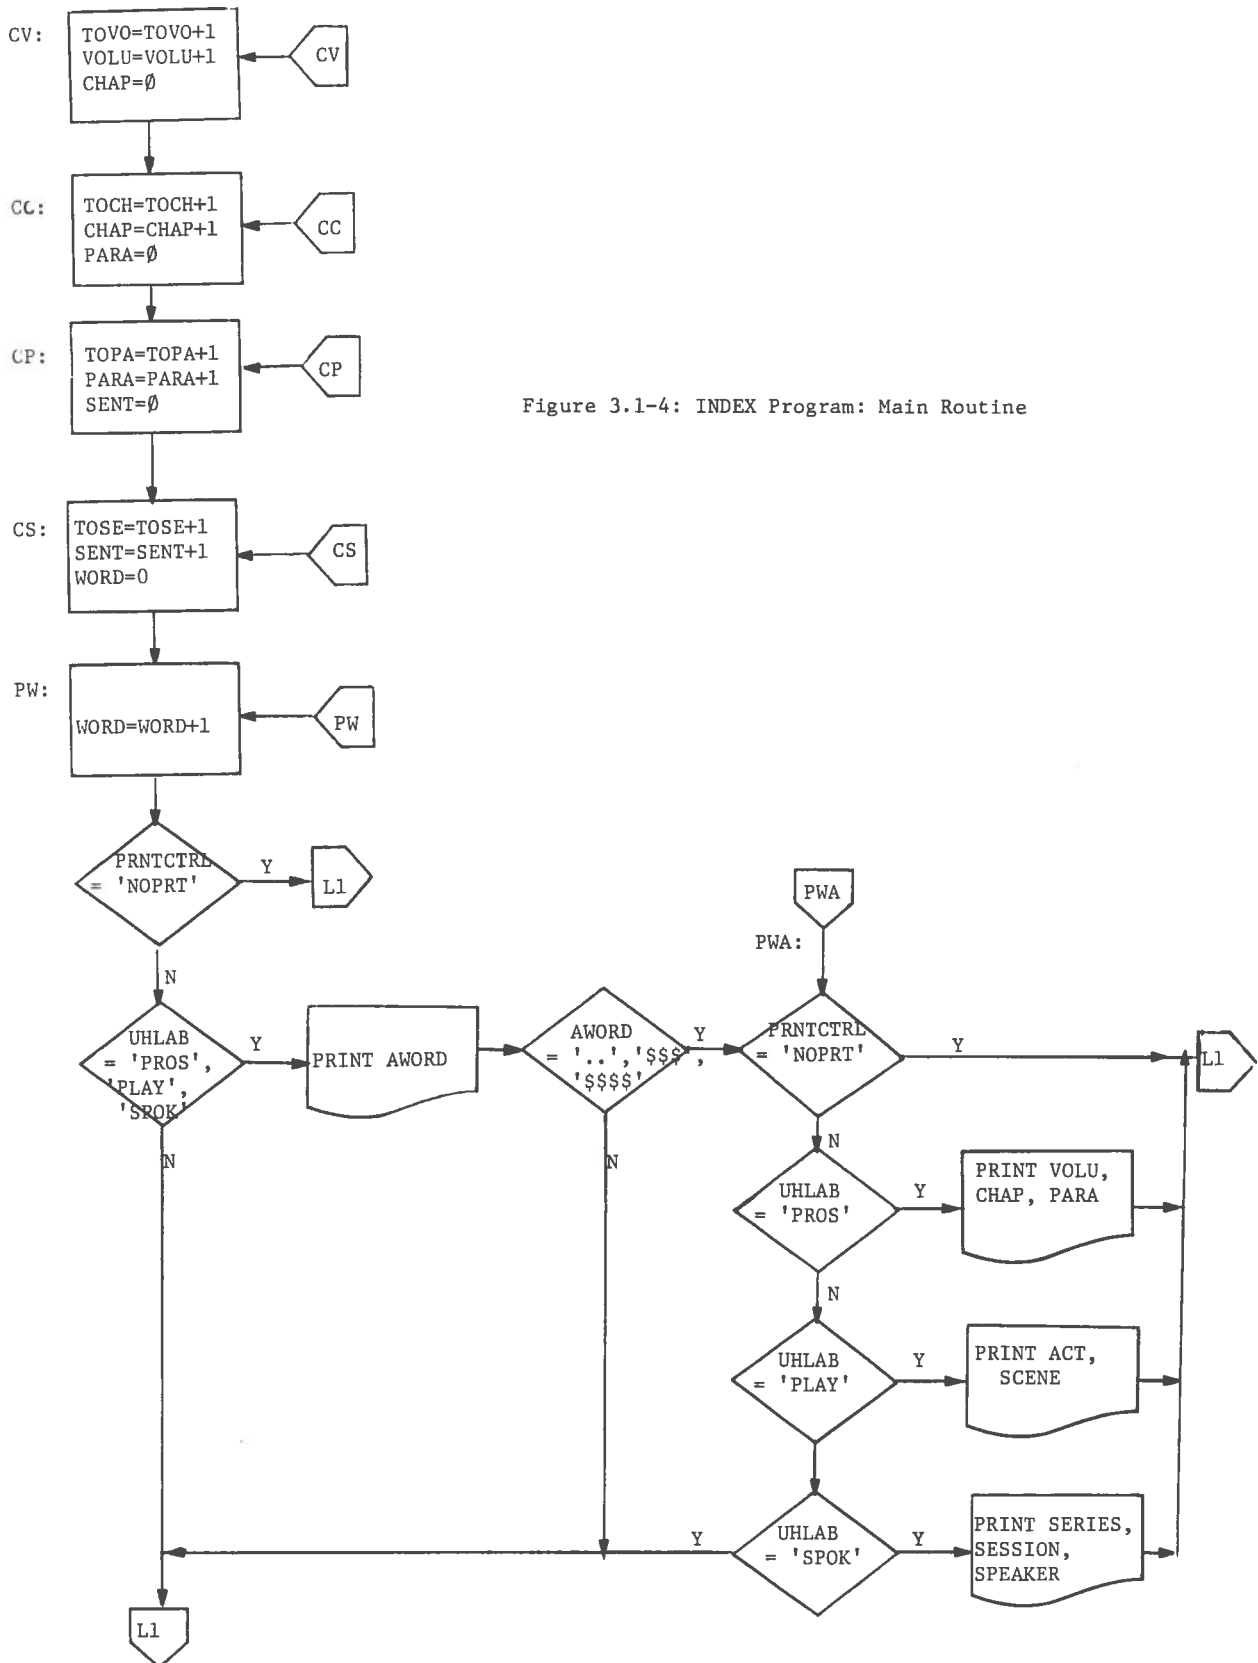 CV:
TOVO=TOVO+1
VOLU=VOLU+1
CHAP=Ø
CV
CC:
TOCH=TOCH+1
CHAP=CHAP+1
PARA=Ø
CC
CP:
TOPA=TOPA+1
PARA=PARA+1
SENT=Ø
CP
Figure 3.1-4: INDEX Program: Main Routine
CS:
TOSE=TOSE+1
SENT=SENT+1
WORD=0
CS
PW:
WORD=WORD+1
PW
PRNTCTRL
= 'NOPRT'
Y
L1
N
UHLAB
= 'PROS',
'PLAY',
'SPOK'
Y
N
PRINT AWORD
AWORD
= '..','$$$',
'$$$$'
Y
N
PWA
PWA:
PRNTCTRL
= 'NOPRT'
Y
L1
N
UHLAB
= 'PROS'
Y
PRINT VOLU,
CHAP, PARA
N
UHLAB
= 'PLAY'
Y
PRINT ACT,
SCENE
UHLAB
= 'SPOK'
Y
Y
PRINT SERIES,
SESSION,
SPEAKER
L1